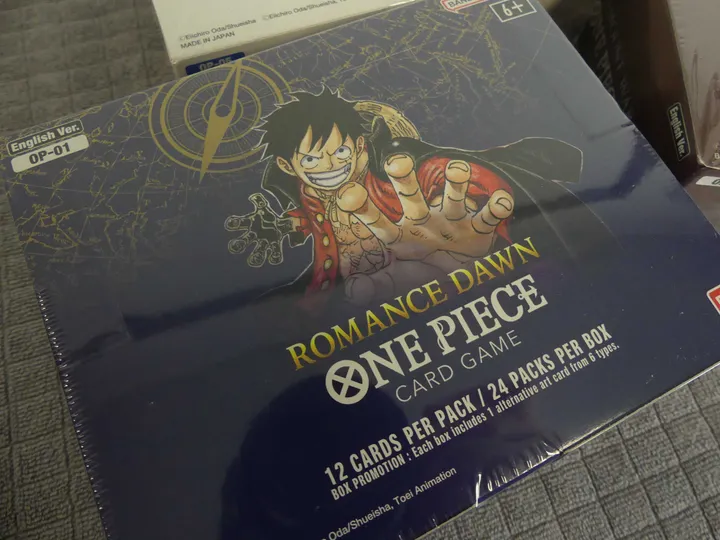 ©Eiichiro Oda/Shueisha
©Eiichiro Oda/Shueisha,
MADE IN JAPAN
BANDAI
6+
English Ver.
OP-01
English Ver.
ROMANCE DAWN
ONE PIECE
CARD GAME
12 CARDS PER PACK / 24 PACKS PER BOX
BOX PROMOTION : Each box includes 1 alternative art card from 6 types.
Oda/Shueisha, Toei Animation